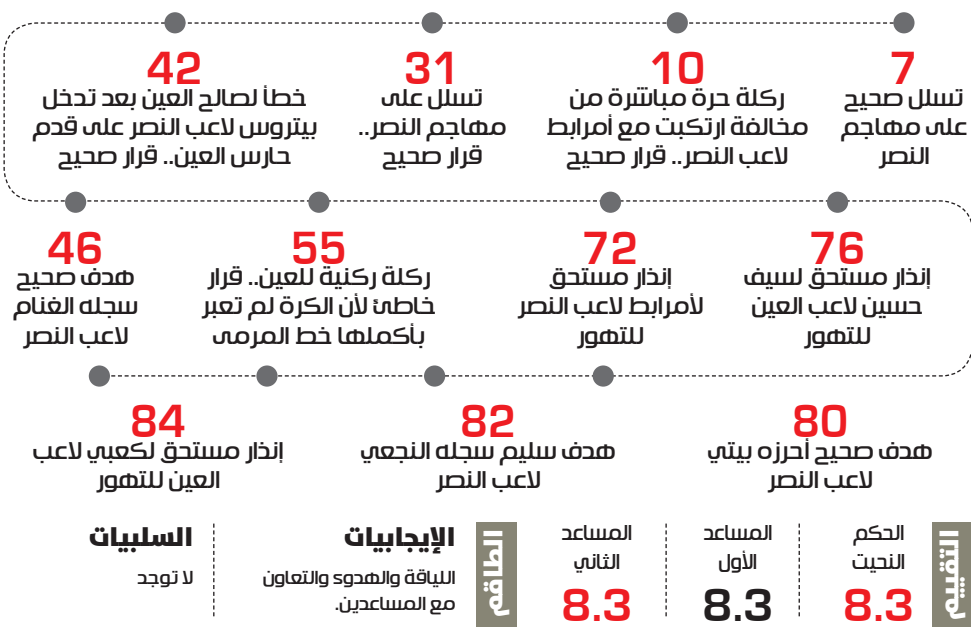 7
تسلل صحيح
على مهاجم
النصر
10
ركلة حرة مباشرة من
مخالفة ارتكبت مع أمرابط
لاعب النصر.. قرار صحيح
31
تسلل على
مهاجم النصر..
قرار صحيح
42
خطأ لصالح العين بعد تدخل
بيتروس لاعب النصر على قدم
حارس العين.. قرار صحيح
46
هدف صحيح
سجله الغنام
لاعب النصر
55
ركلة ركنية للعين.. قرار
خاطئ لأن الكرة لم تعبر
بأكملها خط المرمى
72
إنذار مستحق
لأمرابط لاعب النصر
للتهور
76
إنذار مستحق لسيف
حسين لاعب العين
للتهور
80
هدف صحيح أحرزه بيتي
لاعب النصر
82
هدف سليم سجله النجعي
لاعب النصر
84
إنذار مستحق لكعبي لاعب
العين للتهور
التقييم
الحكم
النحيت
8.3
المساعد
الأول
8.3
المساعد
الثاني
8.3
الطاقم
الإيجابيات
اللياقة والهدوء والتعاون
مع المساعدين.
السلبيات
لا توجد